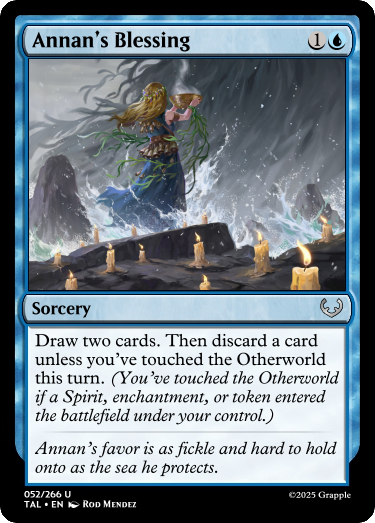 Annan's Blessing 1
Sorcery
Draw two cards. Then discard a card
unless you've touched the Otherworld
this turn. (You've touched the Otherworld
if a Spirit, enchantment, or token entered
the battlefield under your control.)
Annan's favor is as fickle and hard to hold
onto as the sea he protects.
052/266 U
TAL • EN Rod Mendez
©2025 Grapple